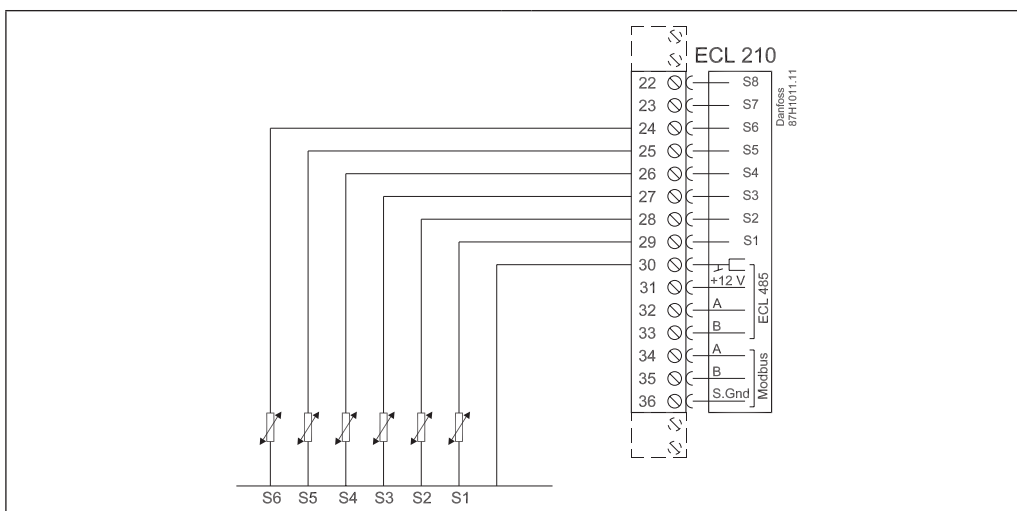 ECL 210
Danfoss
87H1011.11
22 S8
23 S7
24 S6
25 S5
26 S4
27 S3
28 S2
29 S1
30
31 +12 V
32 A
33 B
ECL 485
34 A
35 B
36 S.Gnd
Modbus
S6 S5 S4 S3 S2 S1